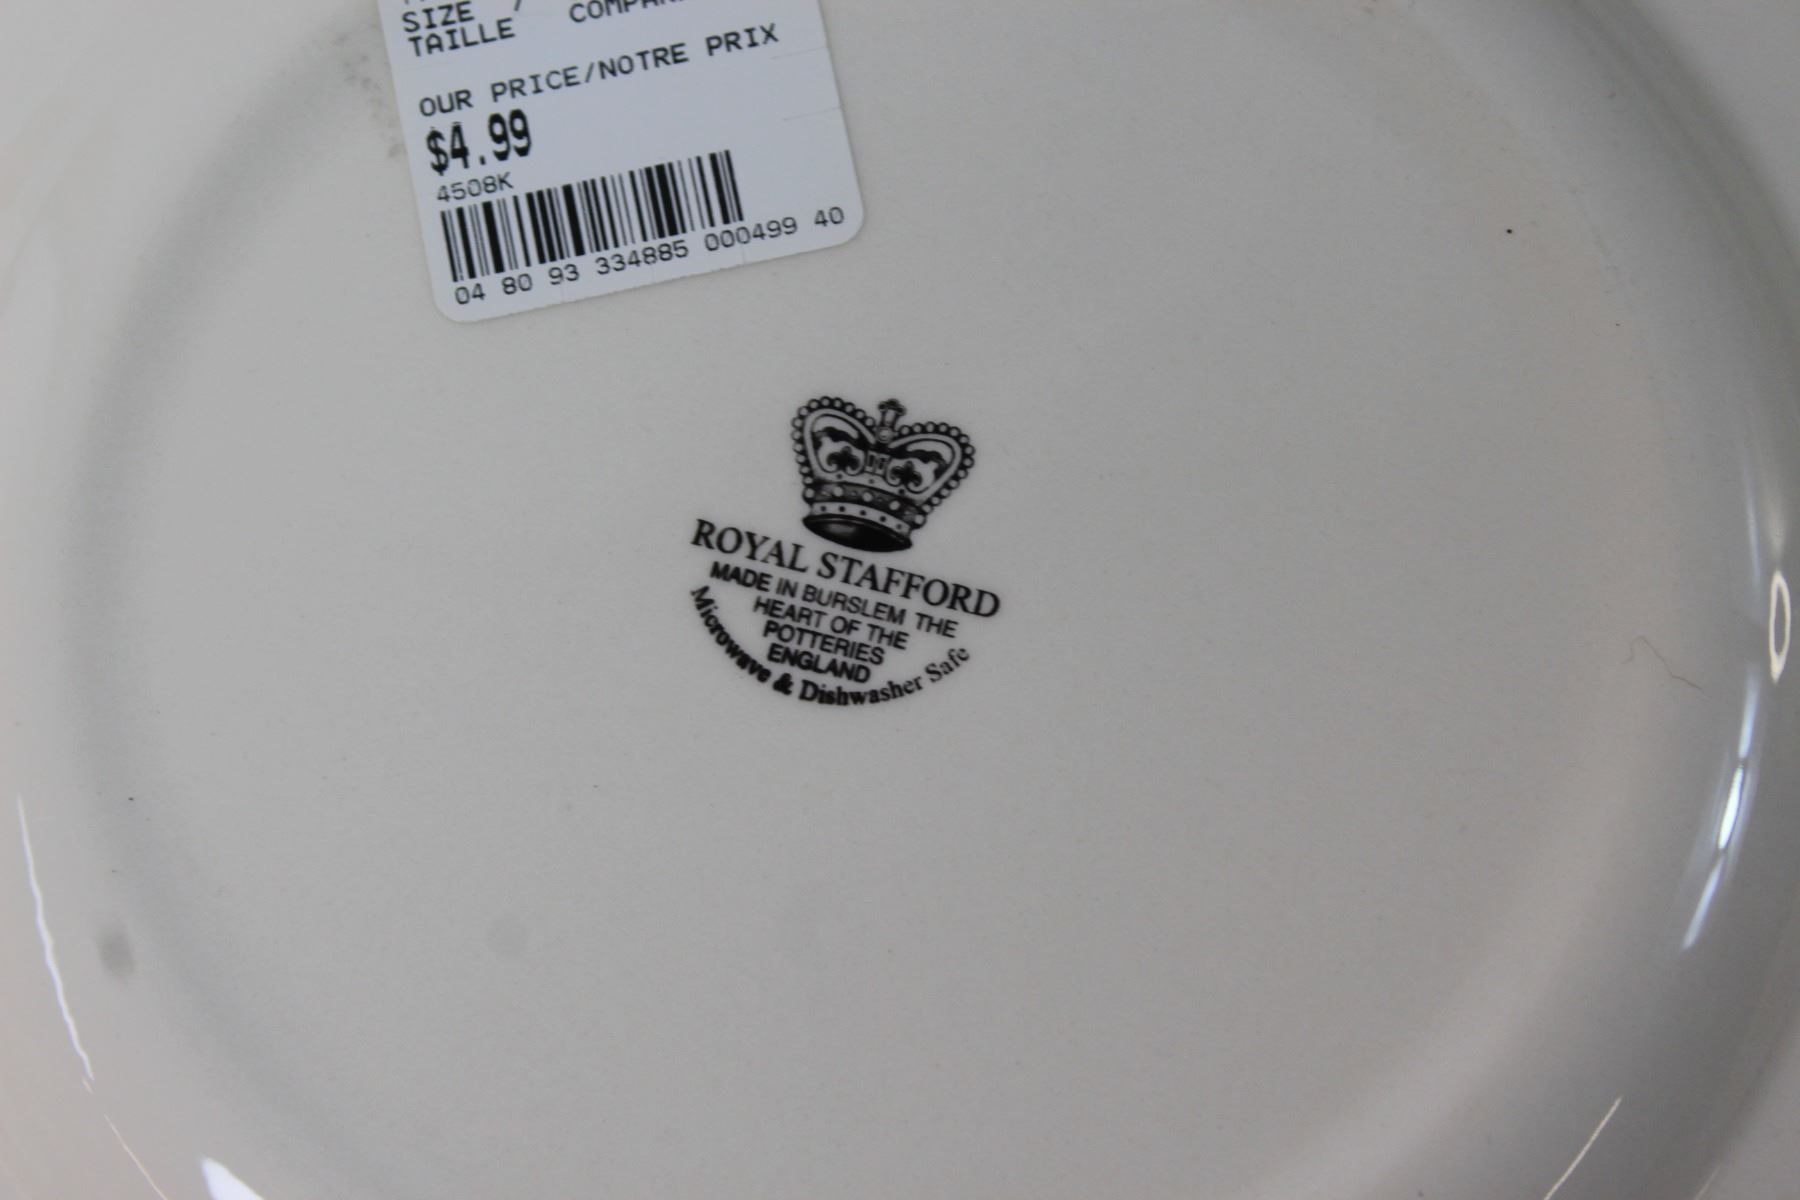 SIZE /
TAILLE
OUR PRICE/NOTRE PRIX
$4.99
4508K
04 80 93 334885 000499 40
ROYAL STAFFORD
MADE IN BURSLEM THE
HEART OF THE
POTTERIES
ENGLAND
Microwave & Dishwasher Safe